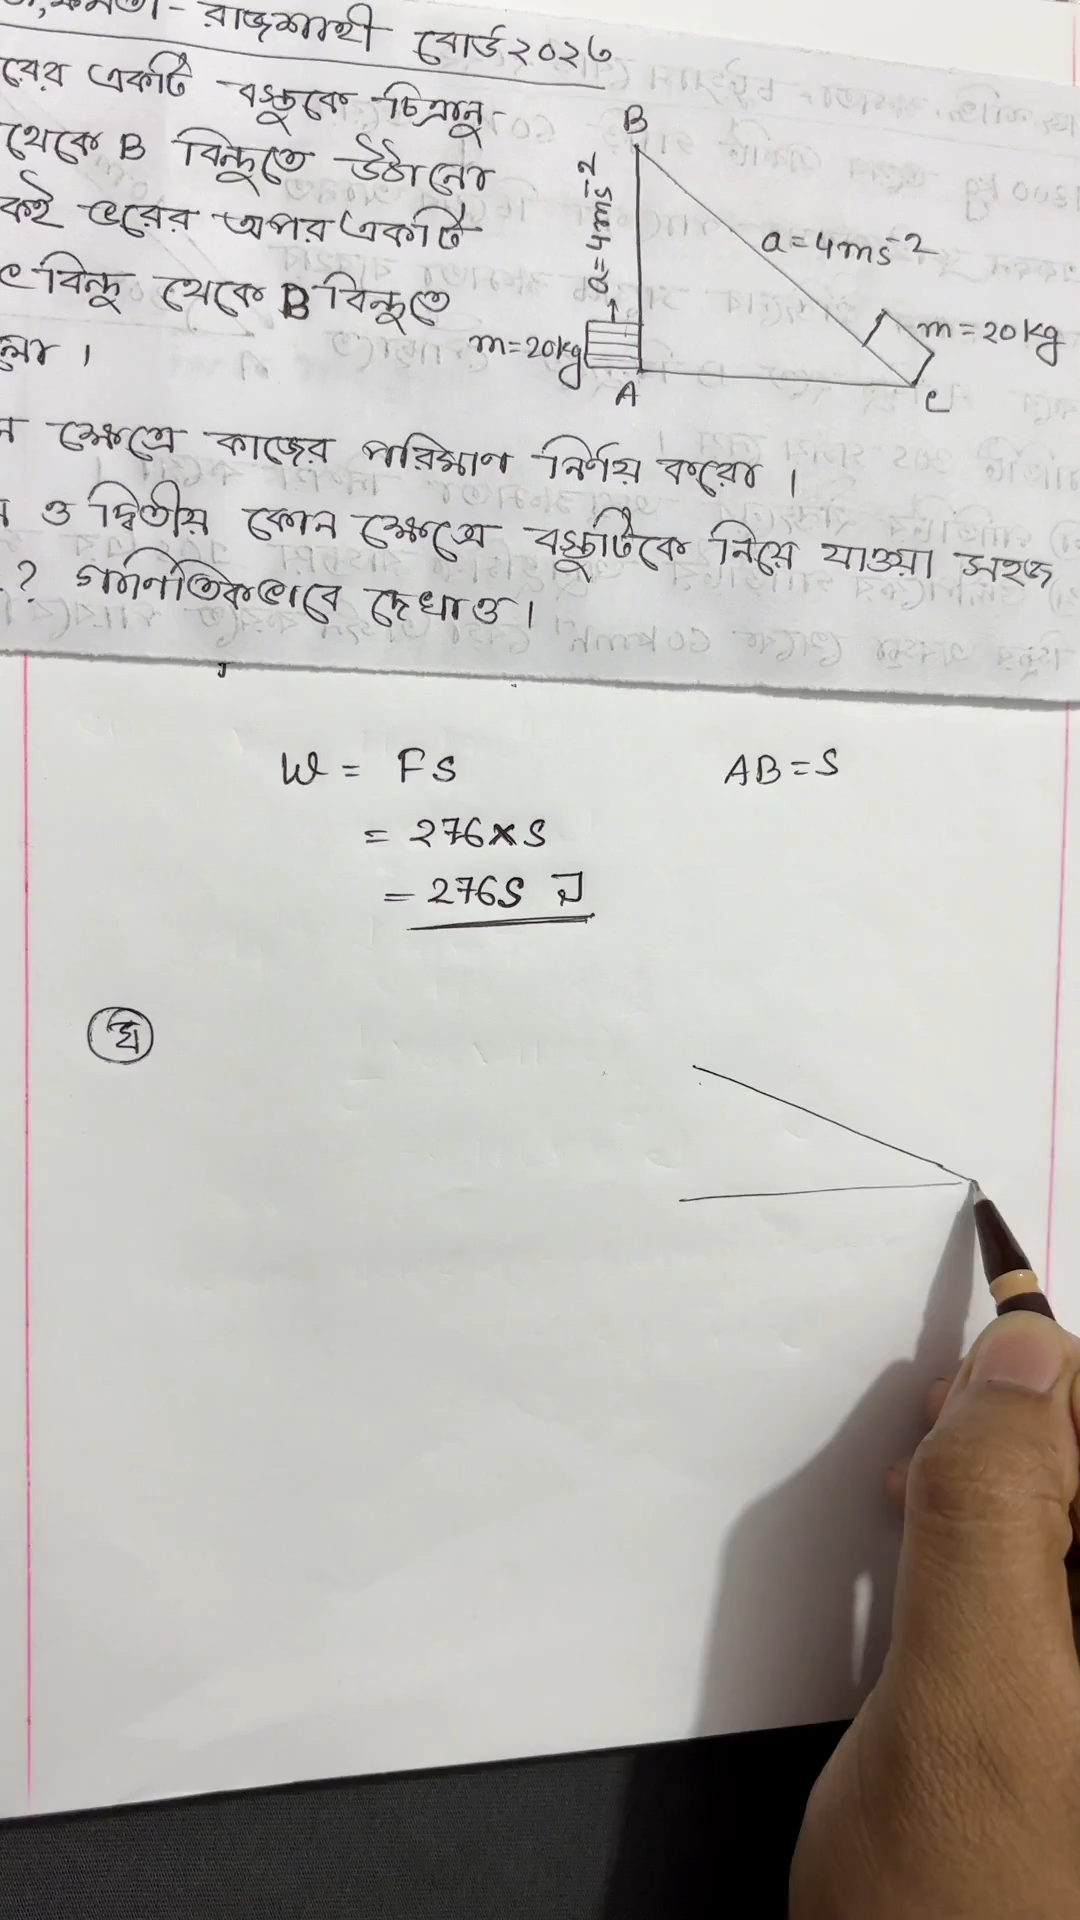 রাজশাহী বোর্ড ২০২৬
একটি বস্তুকে চিত্রানু
থেকে B বিন্দুতে উঠানোর
কই ভরের অপর একটি
C বিন্দু থেকে B বিন্দুতে
B
a=4ms⁻²
a=4ms⁻²
m=20kg
m=20kg
A
C
ক্ষেত্রে কাজের পরিমাণ নির্ণয় করো।
ও দ্বিতীয় কোন ক্ষেত্রে বস্তুটিকে নিয়ে যাওয়া সহজ
? গাণিতিকভাবে দেখাও।
W = FS
AB=S
= 276×S
= 276S J
ঘ